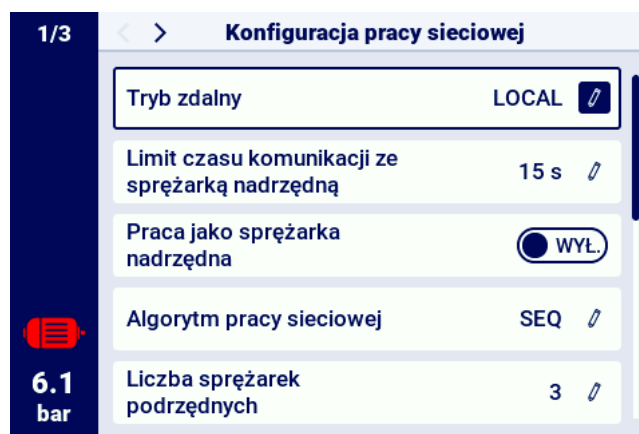 1/3
Konfiguracja pracy sieciowej
Tryb zdalny LOCAL
Limit czasu komunikacji ze
sprężarką nadrzędną
15 s
Praca jako sprężarka
nadrzędna
WYŁ.
Algorytm pracy sieciowej SEQ
Liczba sprężarek
podrzędnych
3
6.1
bar